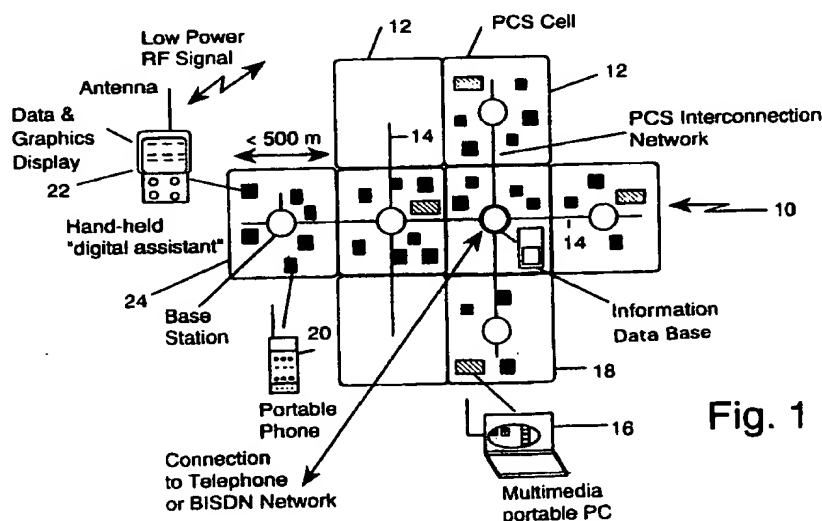 12
PCS Cell
Low Power
RF Signal
12
Antenna
Data &
Graphics
Display
22
< 500 m
14
PCS Interconnection
Network
10
14
Hand-held
"digital assistant"
24
Base
Station
20
Information
Data Base
18
Portable
Phone
16
Fig. 1
Connection
to Telephone
or BISDN Network
Multimedia
portable PC